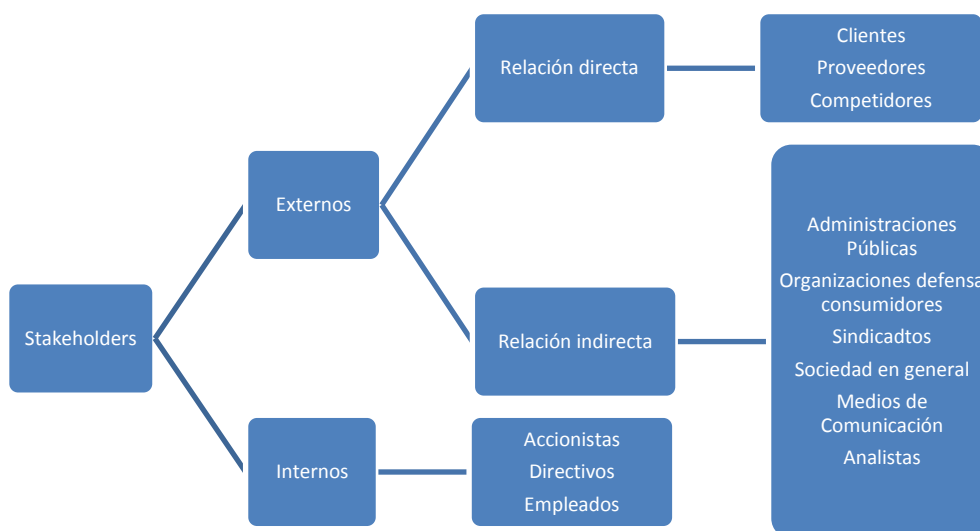 Stakeholders
Externos
Relación directa
Clientes
Proveedores
Competidores
Relación indirecta
Administraciones
Públicas
Organizaciones defensa
consumidores
Sindicadtos
Sociedad en general
Medios de
Comunicación
Analistas
Internos
Accionistas
Directivos
Empleados